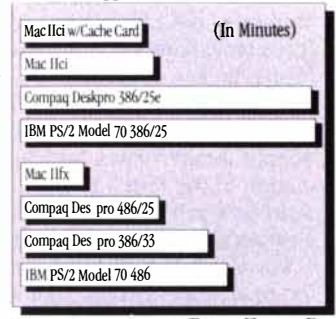 Mac IIci w/Cache Card
(In Minutes)
Mac IIci
Compaq Deskpro 386/25e
IBM PS/2 Model 70 386/25
Mac IIfx
Compaq Des pro 486/25
Compaq Des pro 386/33
IBM PS/2 Model 70 486